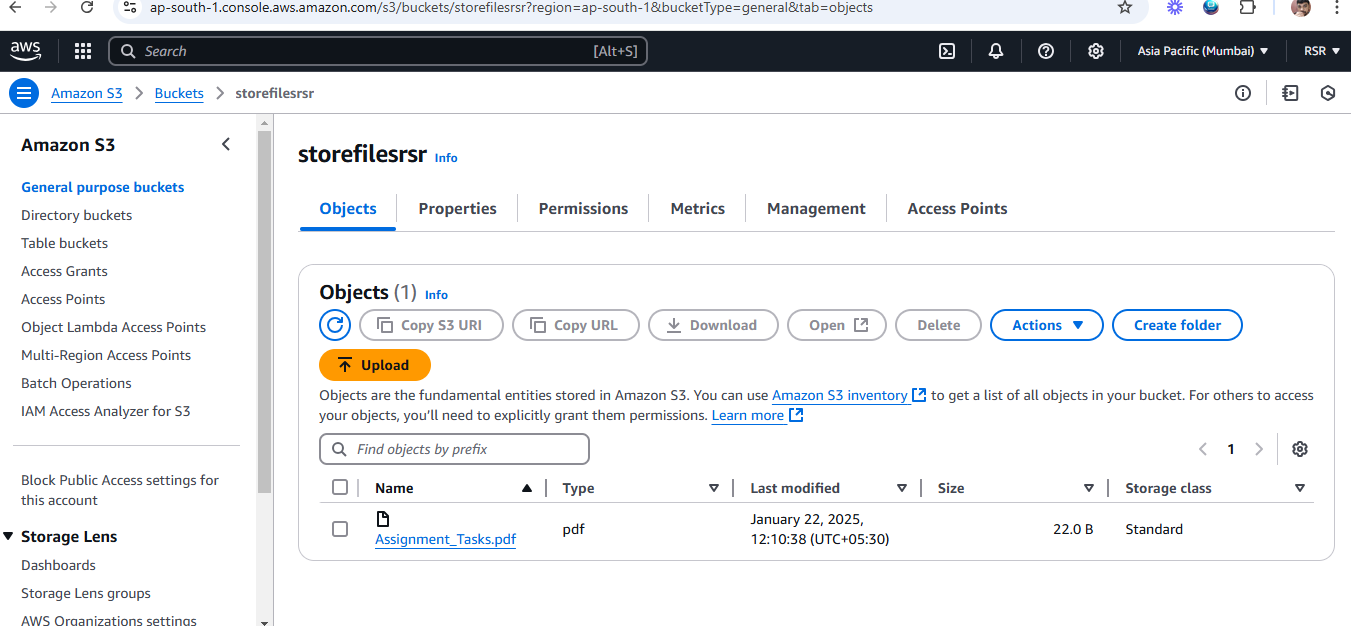 ap-south-1.console.aws.amazon.com/s3/buckets/storefilesrsr?region=ap-south-1&bucketType=general&tab=objects
aws
Search
[Alt+S]
Asia Pacific (Mumbai)
RSR
Amazon S3
Buckets
storefilesrsr
Amazon S3
General purpose buckets
Directory buckets
Table buckets
Access Grants
Access Points
Object Lambda Access Points
Multi-Region Access Points
Batch Operations
IAM Access Analyzer for S3
Block Public Access settings for
this account
Storage Lens
Dashboards
Storage Lens groups
AWS Organizations settings
storefilesrsr Info
Objects
Properties
Permissions
Metrics
Management
Access Points
Objects (1) Info
Copy S3 URI
Copy URL
Download
Open
Delete
Actions
Create folder
Upload
Objects are the fundamental entities stored in Amazon S3. You can use Amazon S3 inventory to get a list of all objects in your bucket. For others to access
your objects, you'll need to explicitly grant them permissions. Learn more
Find objects by prefix
1
Name
Type
Last modified
Size
Storage class
Assignment_Tasks.pdf
pdf
January 22, 2025,
12:10:38 (UTC+05:30)
22.0 B
Standard